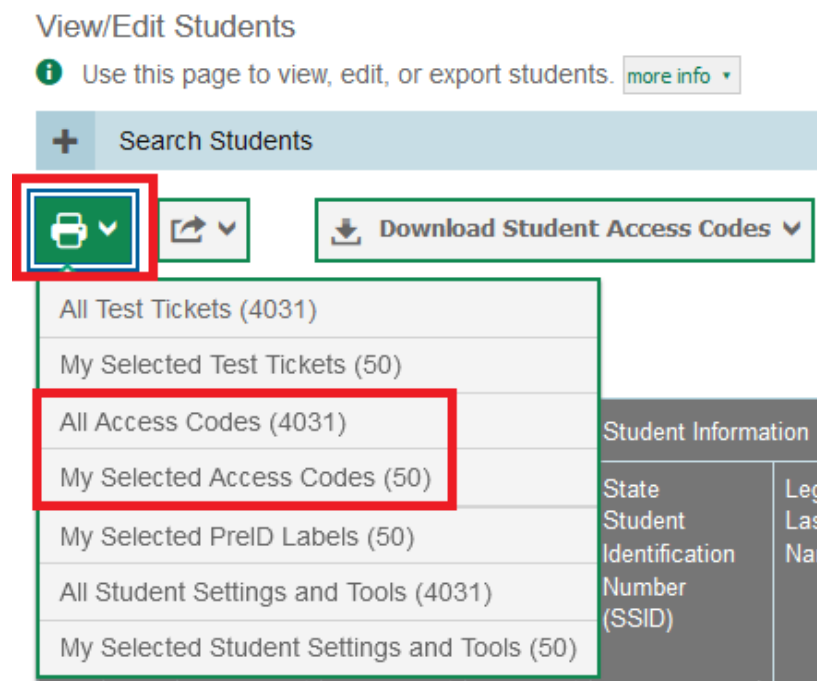 View/Edit Students
Use this page to view, edit, or export students. more info
Search Students
Download Student Access Codes
All Test Tickets (4031)
My Selected Test Tickets (50)
All Access Codes (4031)
My Selected Access Codes (50)
My Selected PreID Labels (50)
All Student Settings and Tools (4031)
My Selected Student Settings and Tools (50)
Student Information
State
Student
Identification
Number
(SSID)